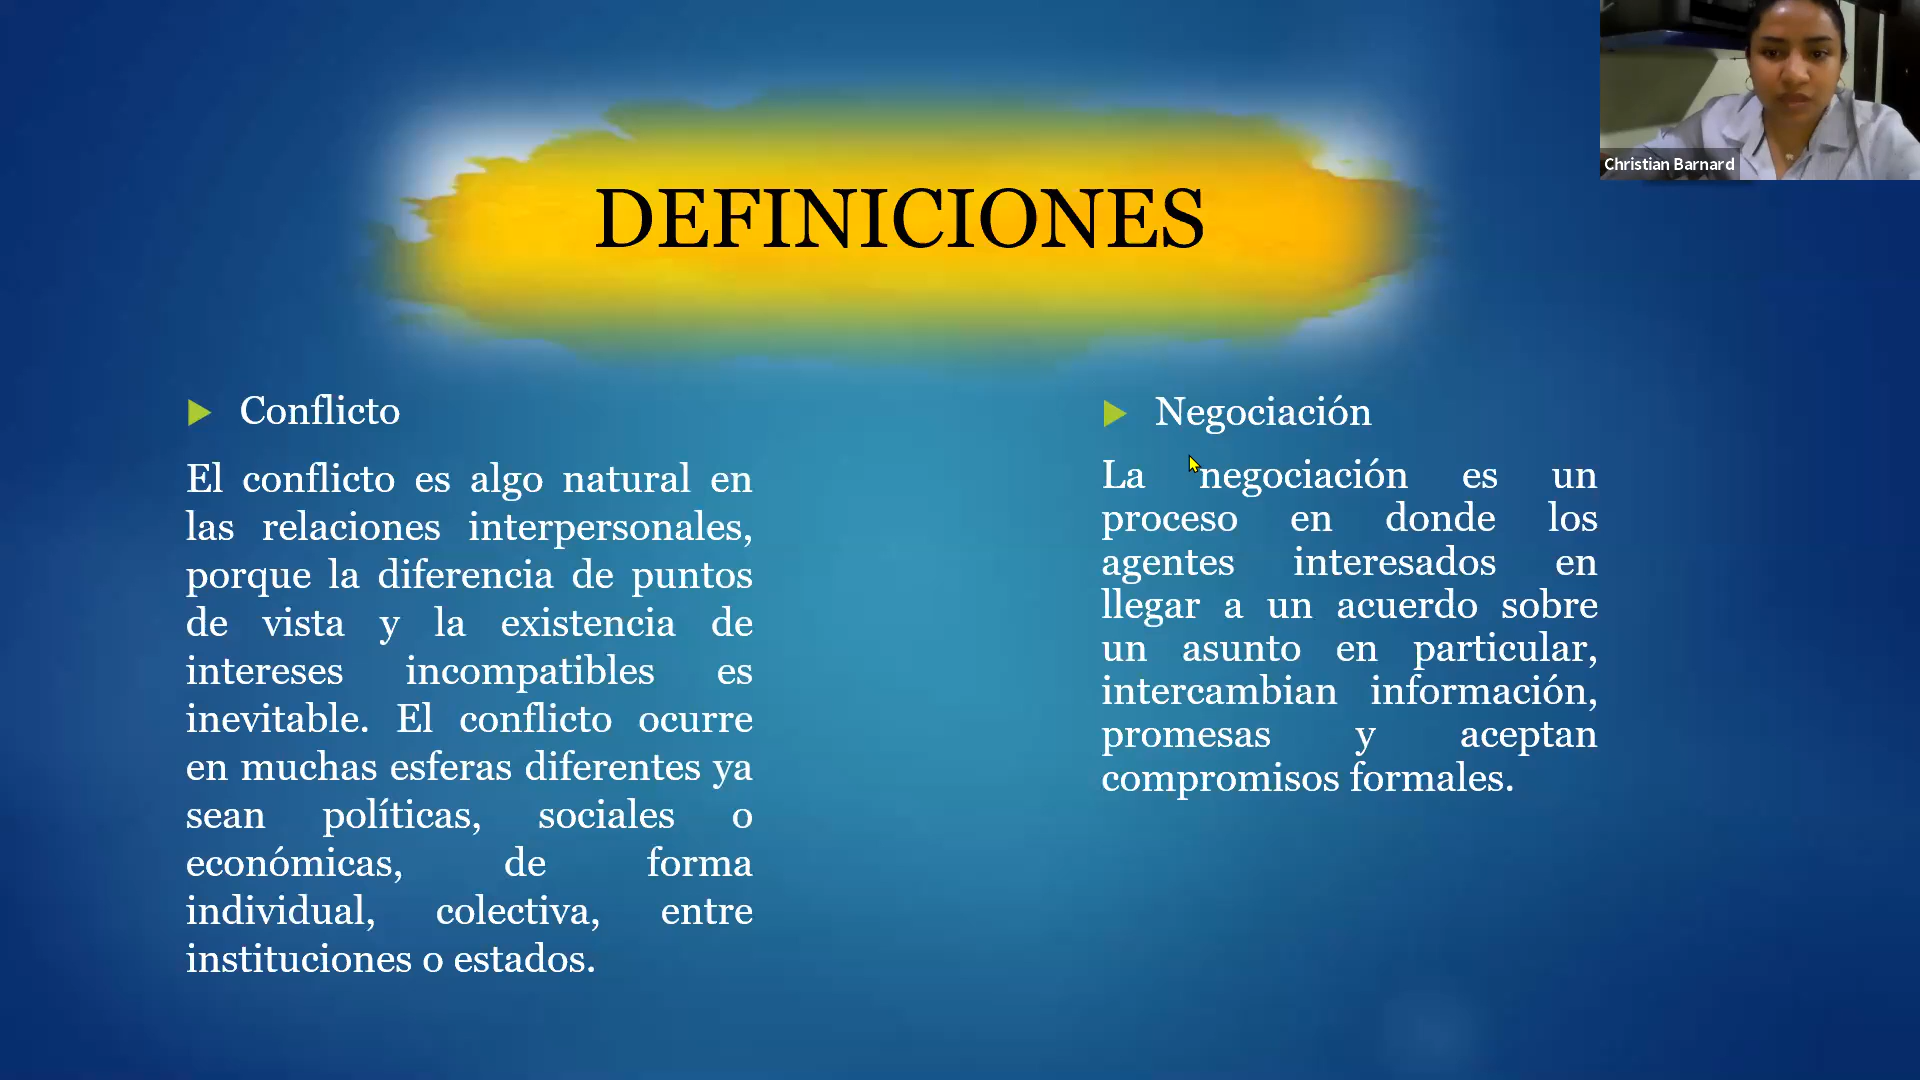 DEFINICIONES
Christian Barnard
Conflicto
El conflicto es algo natural en
las relaciones interpersonales,
porque la diferencia de puntos
de vista y la existencia de
intereses incompatibles es
inevitable. El conflicto ocurre
en muchas esferas diferentes ya
sean políticas, sociales o
económicas, de forma
individual, colectiva, entre
instituciones o estados.
Negociación
La negociación es un
proceso en donde los
agentes interesados en
llegar a un acuerdo sobre
un asunto en particular,
intercambian información,
promesas y aceptan
compromisos formales.